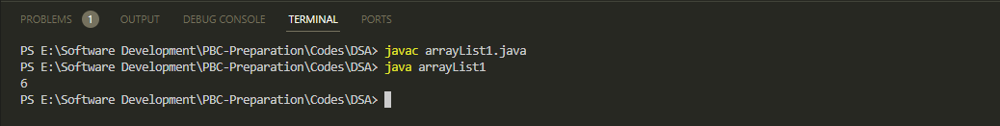 PROBLEMS 1 OUTPUT DEBUG CONSOLE TERMINAL PORTS
PS E:\Software Development\PBC-Preparation\Codes\DSA> javac arrayList1.java
PS E:\Software Development\PBC-Preparation\Codes\DSA> java arrayList1
6
PS E:\Software Development\PBC-Preparation\Codes\DSA>